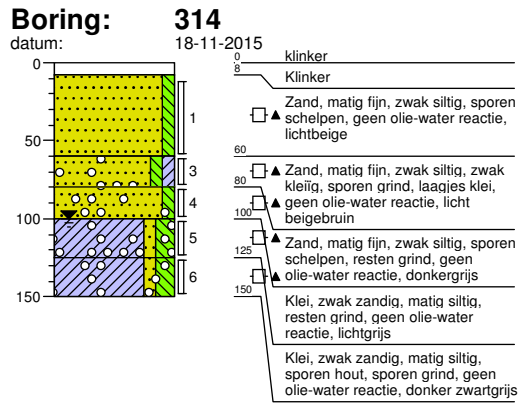 Boring: 314
datum: 18-11-2015
0
50
100
150
1
3
4
5
6
0
klinker
8
Klinker
Zand, matig fijn, zwak siltig, sporen
schelpen, geen olie-water reactie,
lichtbeige
60
Zand, matig fijn, zwak siltig, zwak
kleiïg, sporen grind, laagjes klei,
geen olie-water reactie, licht
beigebruin
80
Zand, matig fijn, zwak siltig, sporen
schelpen, resten grind, geen
olie-water reactie, donkergrijs
100
Klei, zwak zandig, matig siltig,
resten grind, geen olie-water
reactie, lichtgrijs
125
Klei, zwak zandig, matig siltig,
sporen hout, sporen grind, geen
olie-water reactie, donker zwartgrijs
150